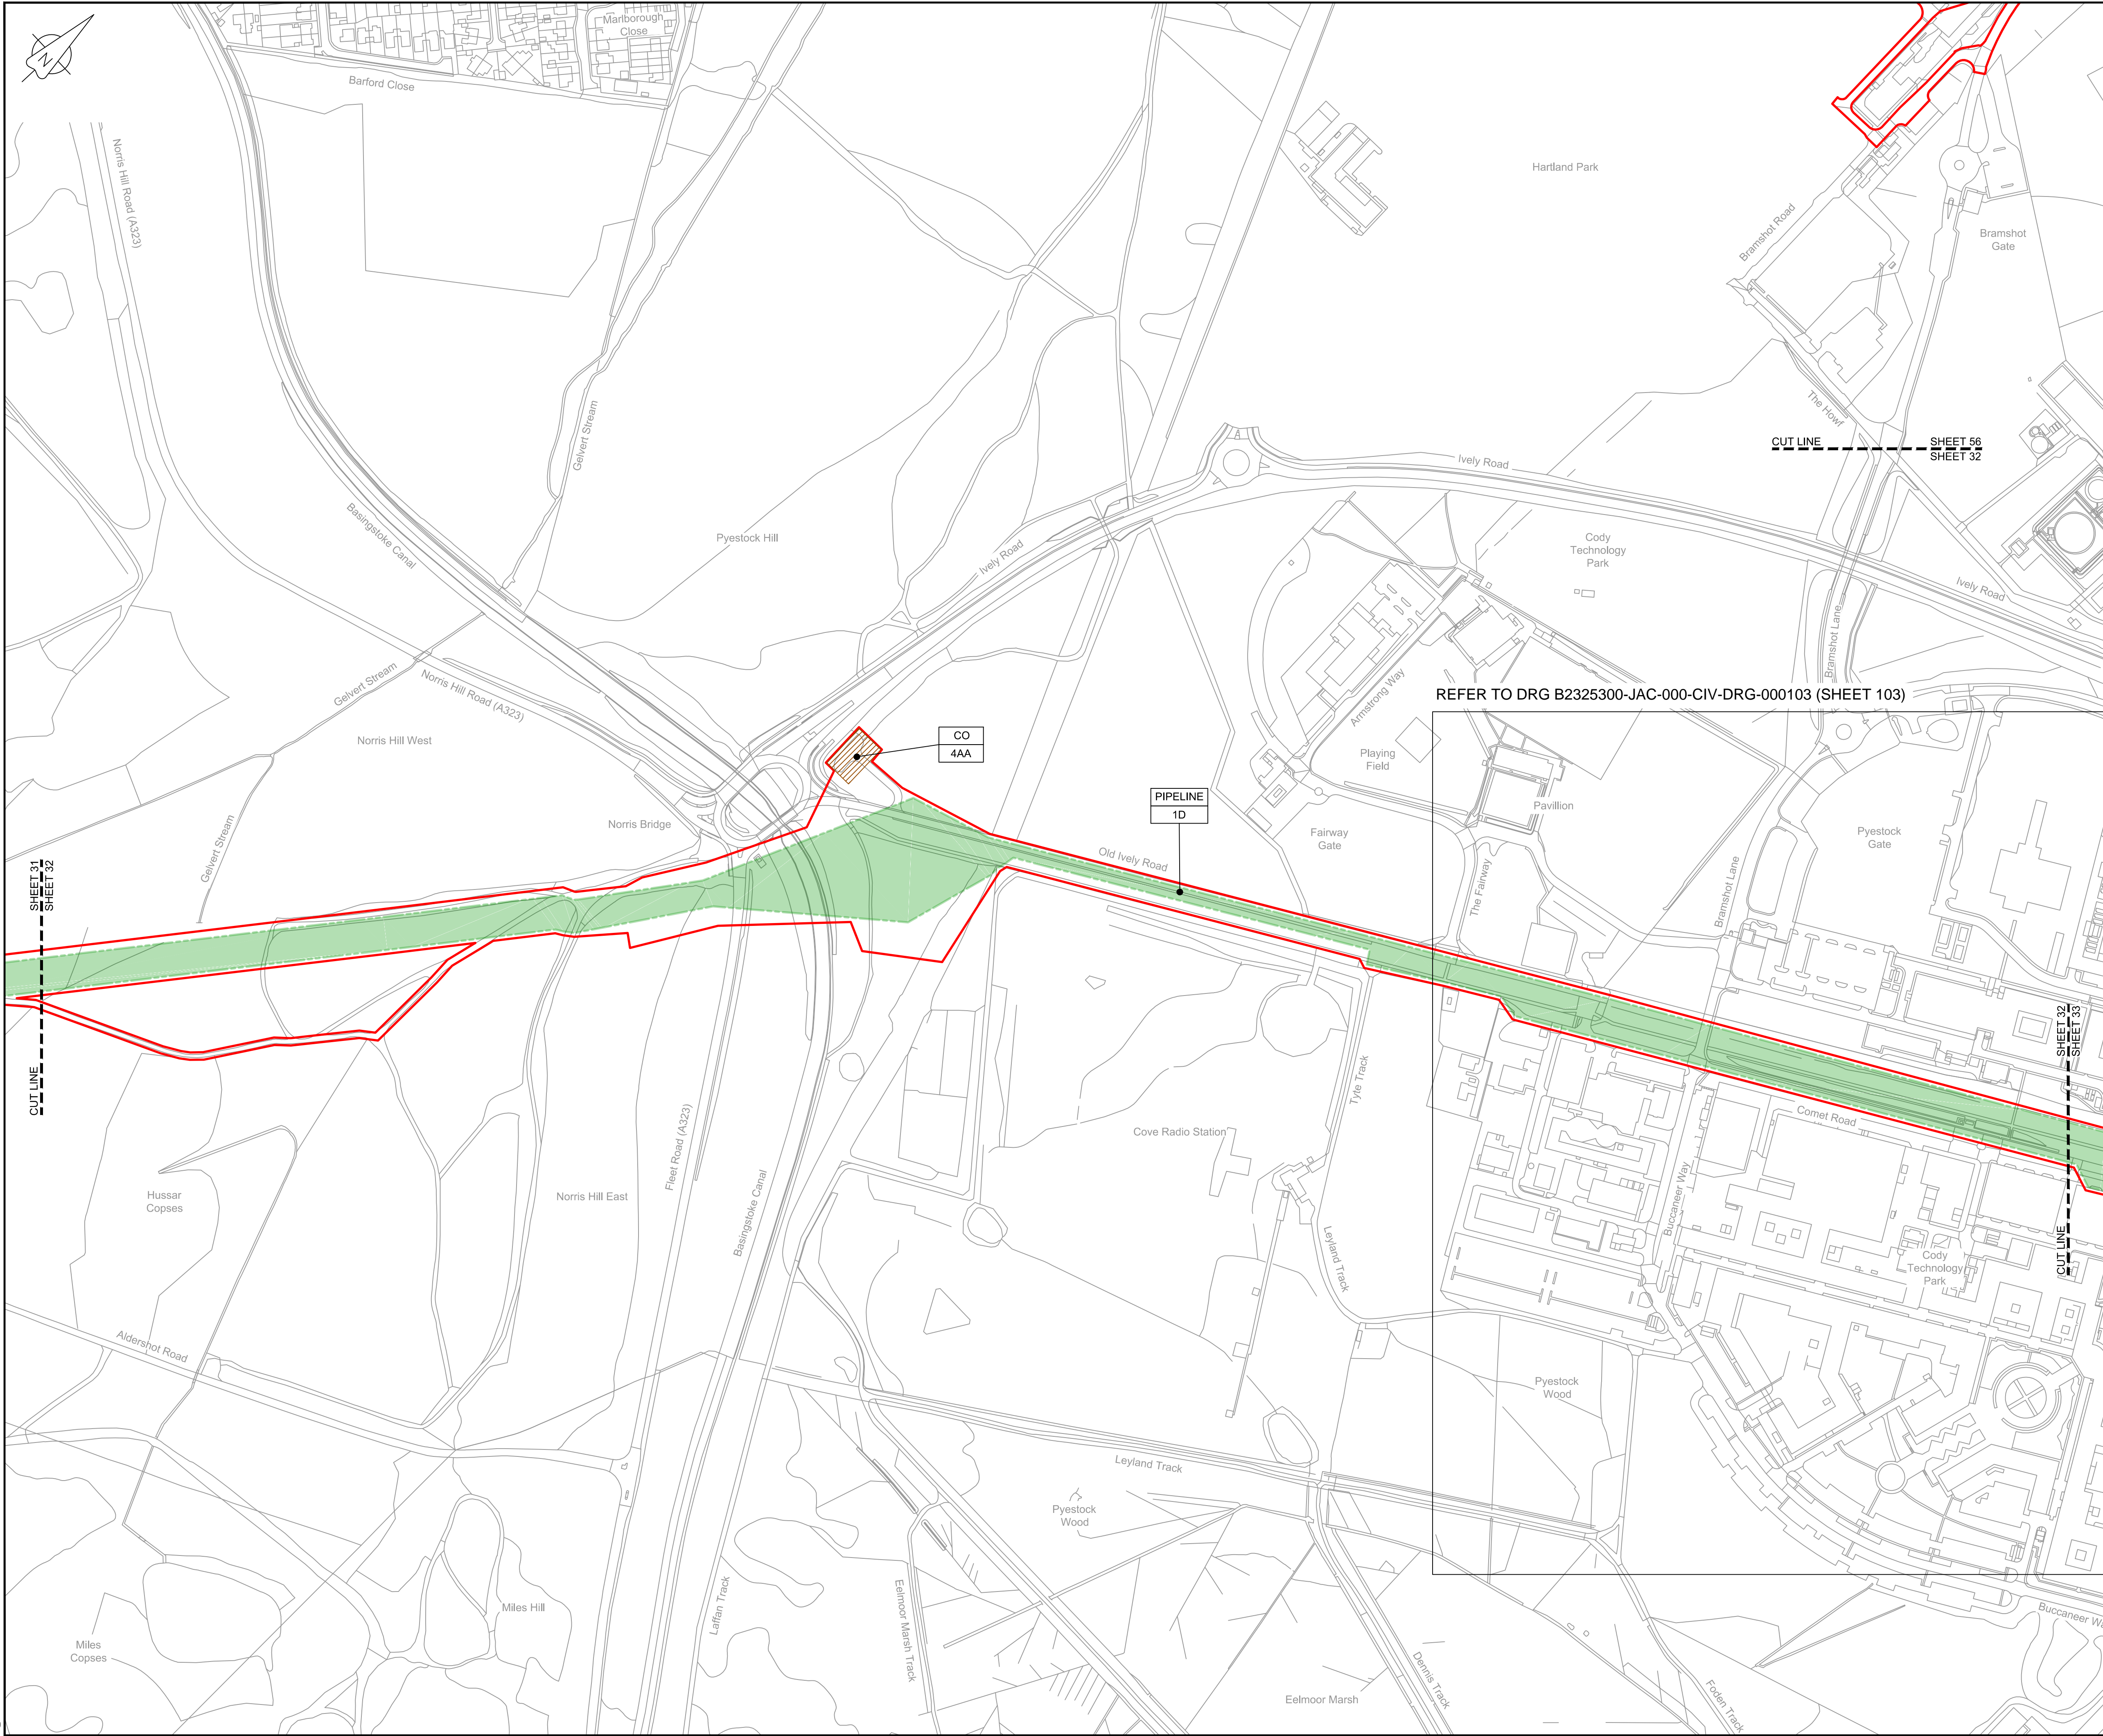 Marlborough
Close
Barford Close
N
Norris Hill Road (A323)
Hartland Park
Bramshot Road
Bramshot
Gate
The Howf
CUT LINE
SHEET 56
SHEET 32
Gelvert Stream
Ively Road
Basingstoke Canal
Pyestock Hill
Ively Road
Cody
Technology
Park
Ively Road
Bramshot Lane
Gelvert Stream
Norris Hill Road (A323)
Norris Hill West
Armstrong Way
REFER TO DRG B2325300-JAC-000-CIV-DRG-000103 (SHEET 103)
CO
4AA
Playing
Field
PIPELINE
1D
Pavillion
Norris Bridge
Fairway
Gate
Pyestock
Gate
Gelvert Stream
Old Ively Road
The Fairway
Bramshot Lane
SHEET 31
SHEET 32
CUT LINE
SHEET 32
SHEET 33
CUT LINE
Tyte Track
Comet Road
Cove Radio Station
Fleet Road (A323)
Basingstoke Canal
Buccaneer Way
Hussar
Copses
Norris Hill East
Leyland Track
Cody
Technology
Park
Aldershot Road
Pyestock
Wood
Leyland Track
Pyestock
Wood
Miles Hill
Laffan Track
Eelmoor Marsh Track
Buccaneer Wa
Miles
Copses
Dennis Track
Eelmoor Marsh
Foden Track